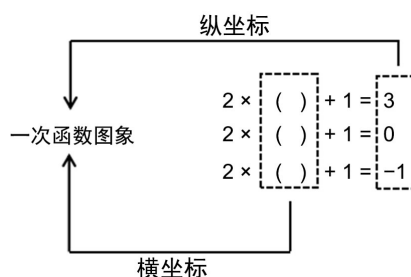 纵坐标
2 × ( ) + 1 = 3
一次函数图象
2 × ( ) + 1 = 0
2 × ( ) + 1 = −1
横坐标